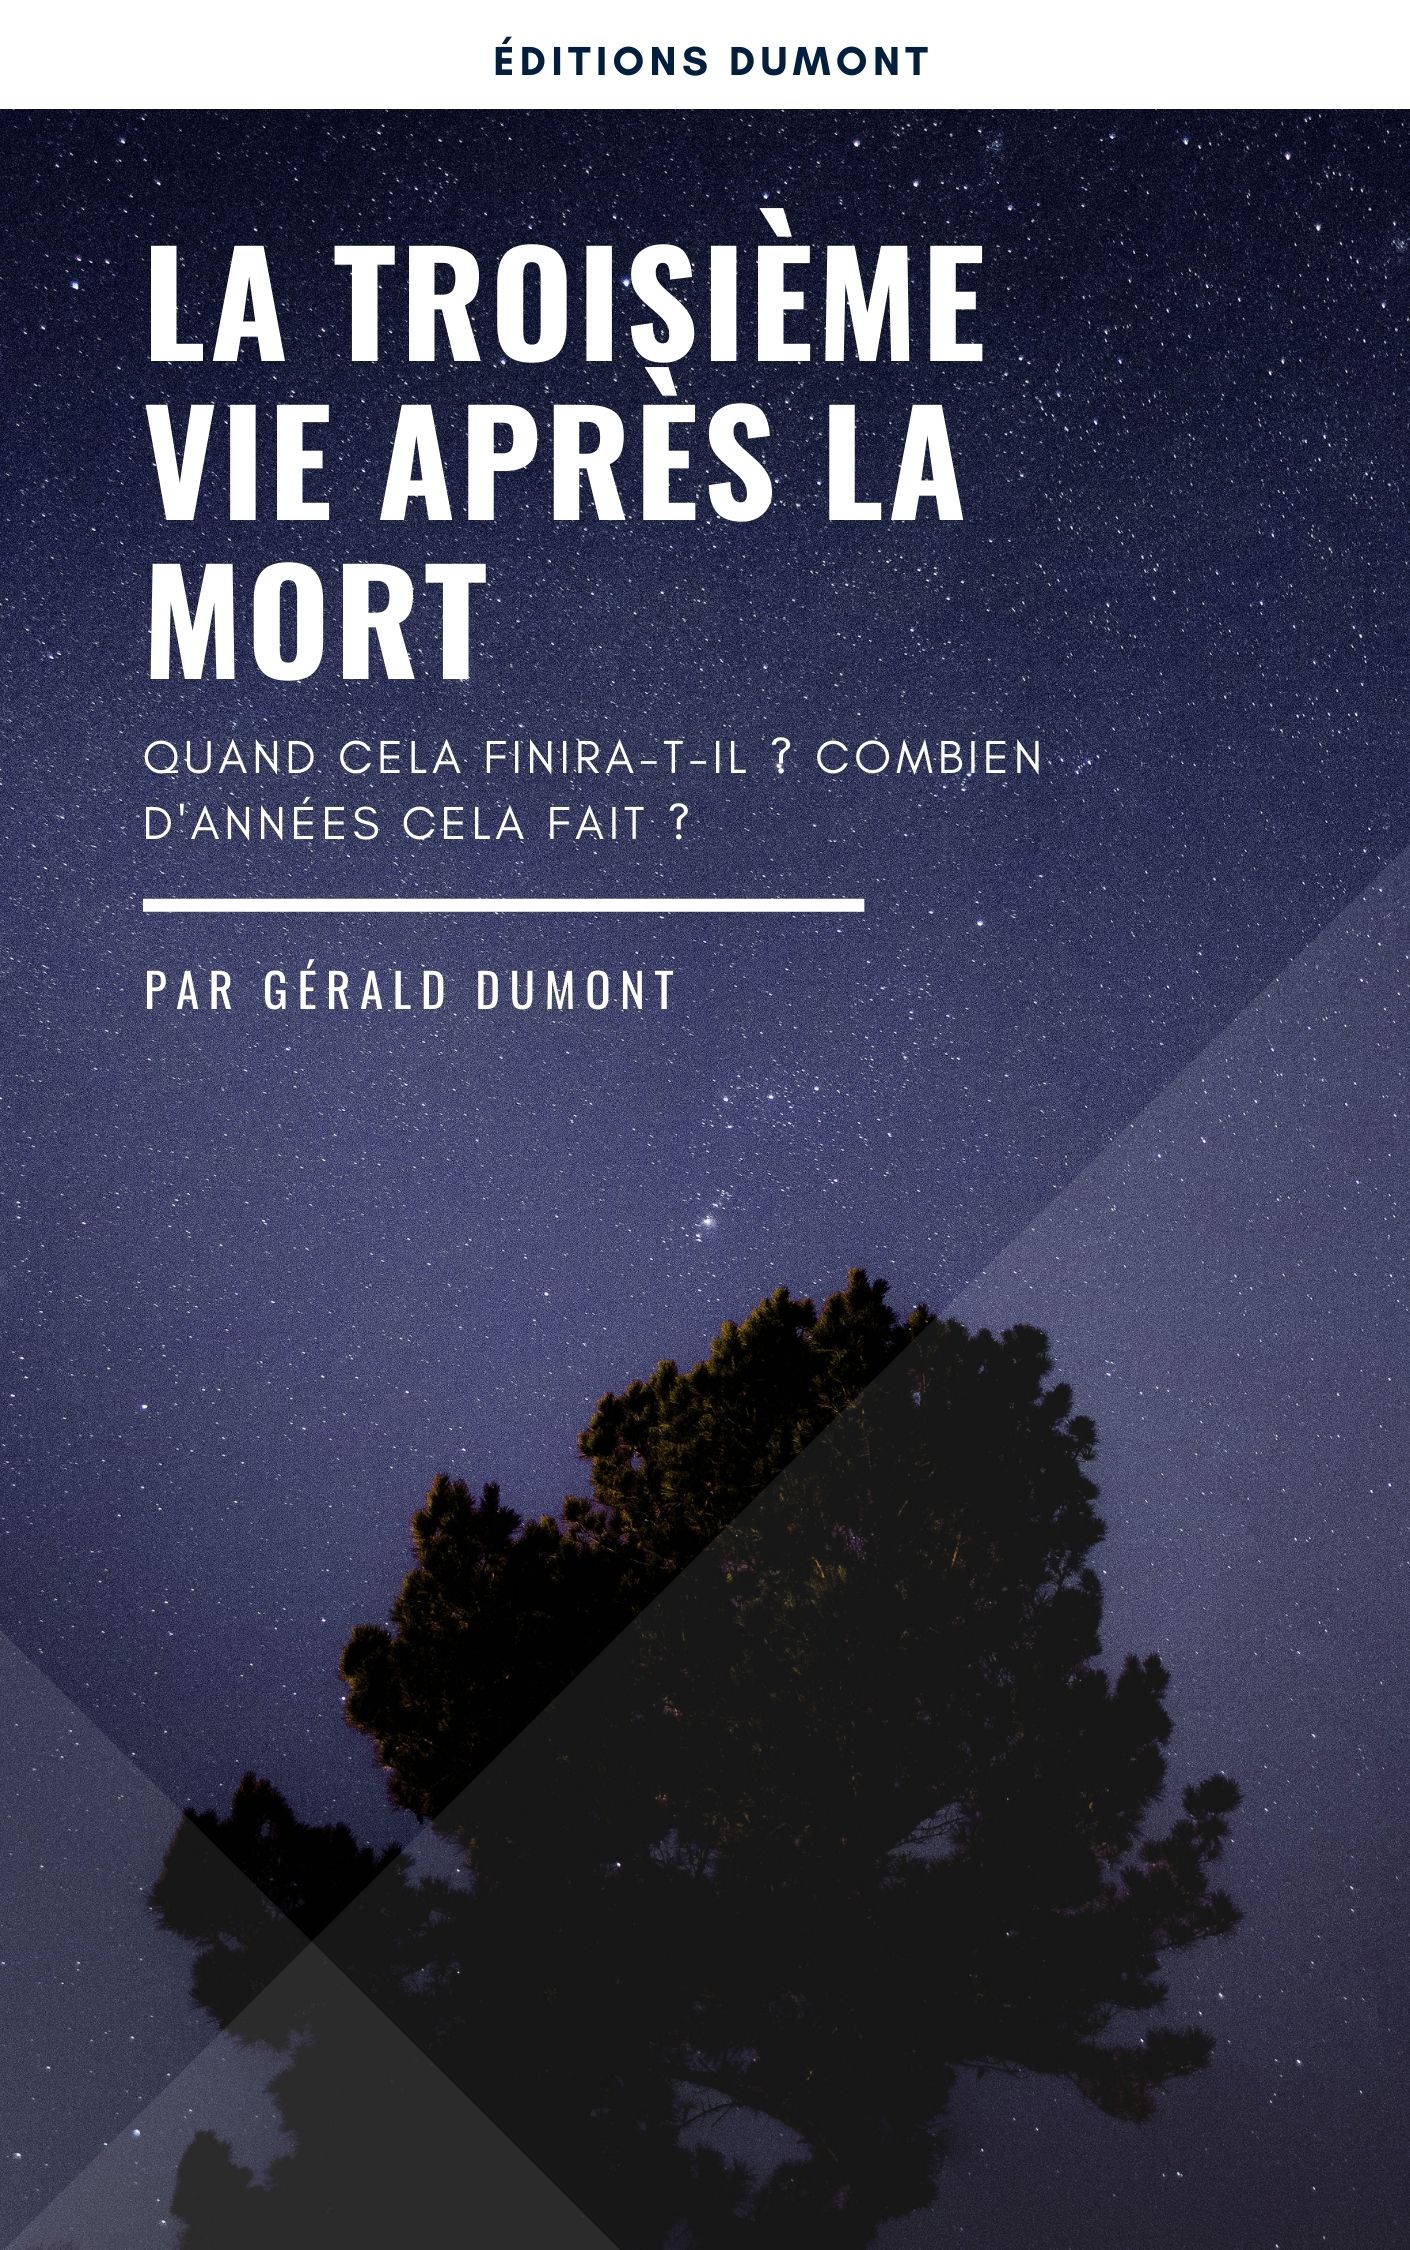 ÉDITIONS DUMONT
LA TROISIÈME
VIE APRÈS LA
MORT
QUAND CELA FINIRA-T-IL ? COMBIEN
D'ANNÉES CELA FAIT ?
PAR GÉRALD DUMONT